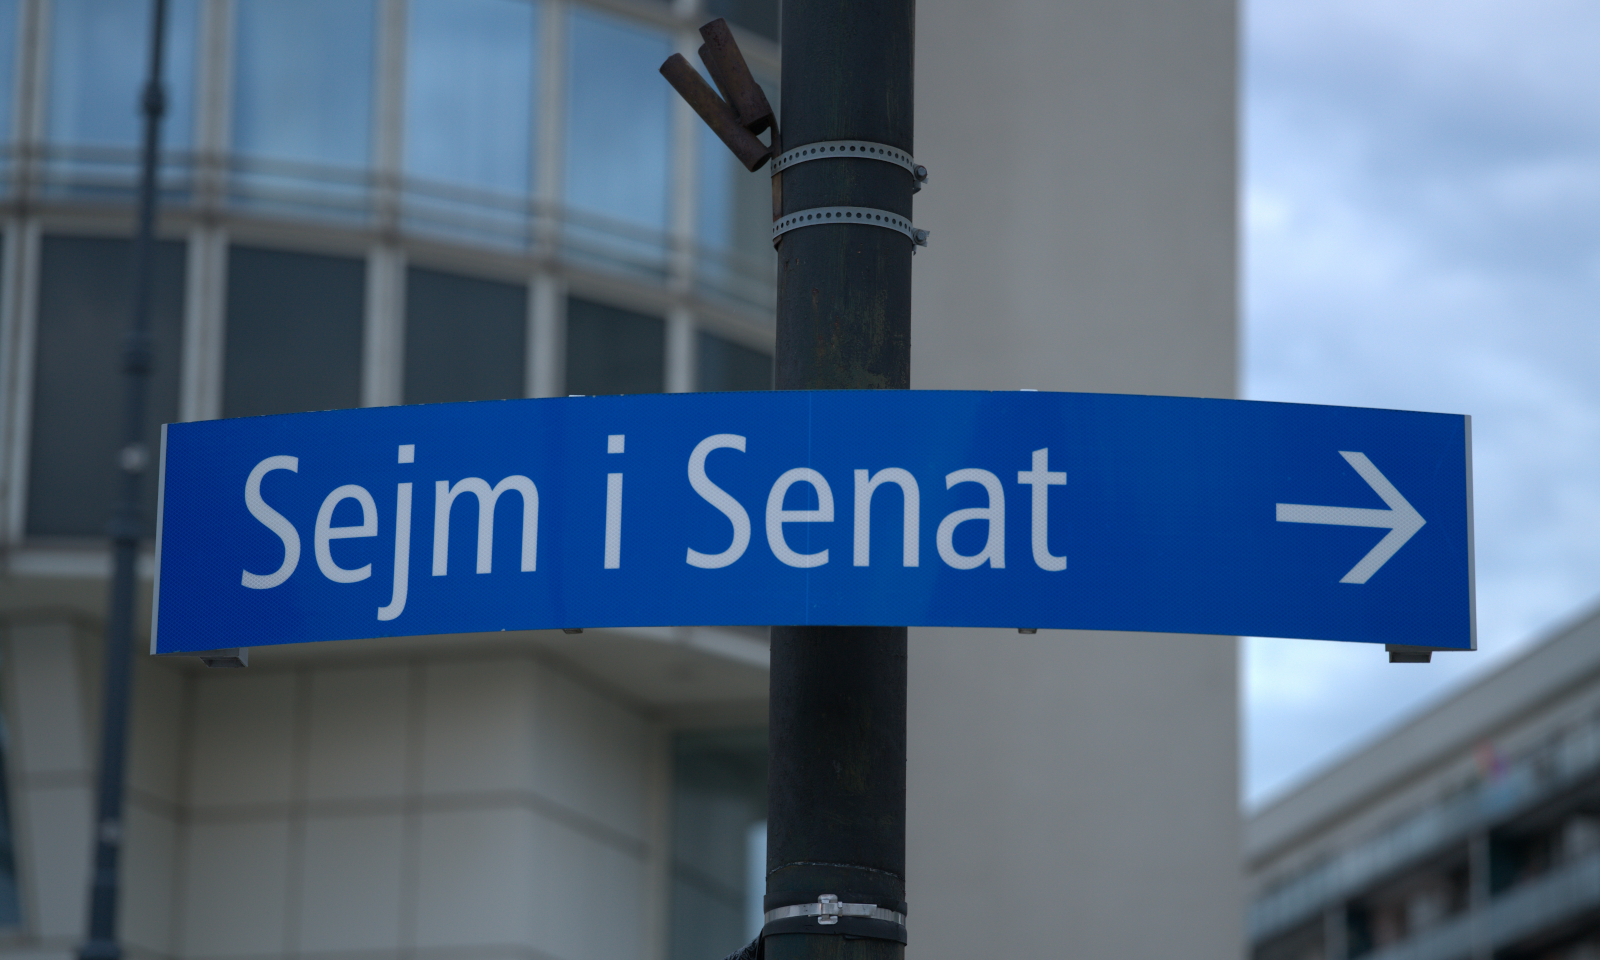 Sejm i Senat →